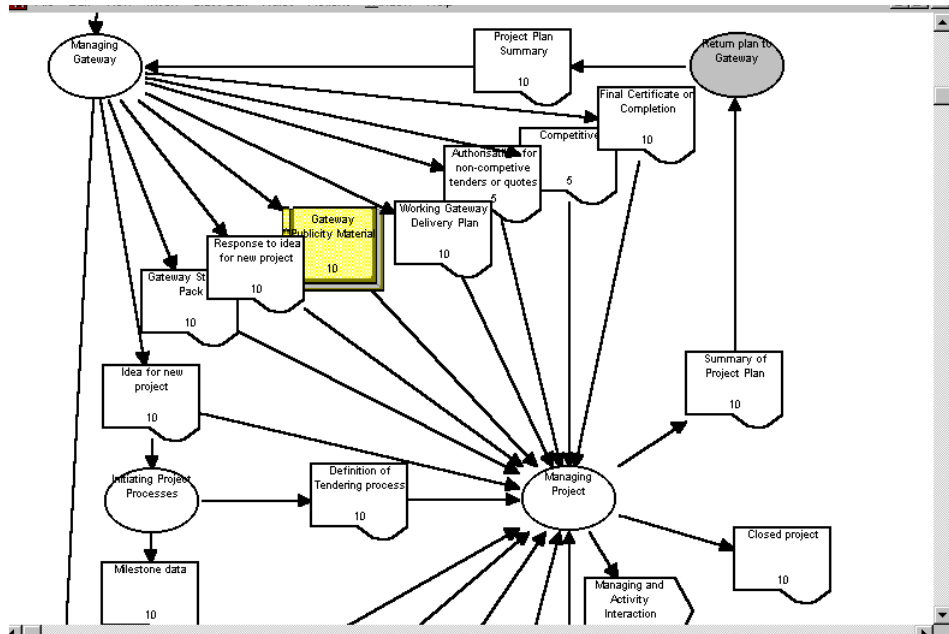 Managing
Gateway
Project Plan
Summary
10
Return plan to
Gateway
Final Certificate or
Completion
10
Competitive
5
Authorisation for
non-competive
tenders or quotes
5
Working Gateway
Delivery Plan
10
Gateway
Publicity Material
10
Response to idea
for new project
10
Gateway St
Pack
10
Idea for new
project
10
Summary of
Project Plan
10
Initiating Project
Processes
Definition of
Tendering process
10
Managing
Project
Closed project
10
Milestone data
10
Managing and
Activity
Interaction